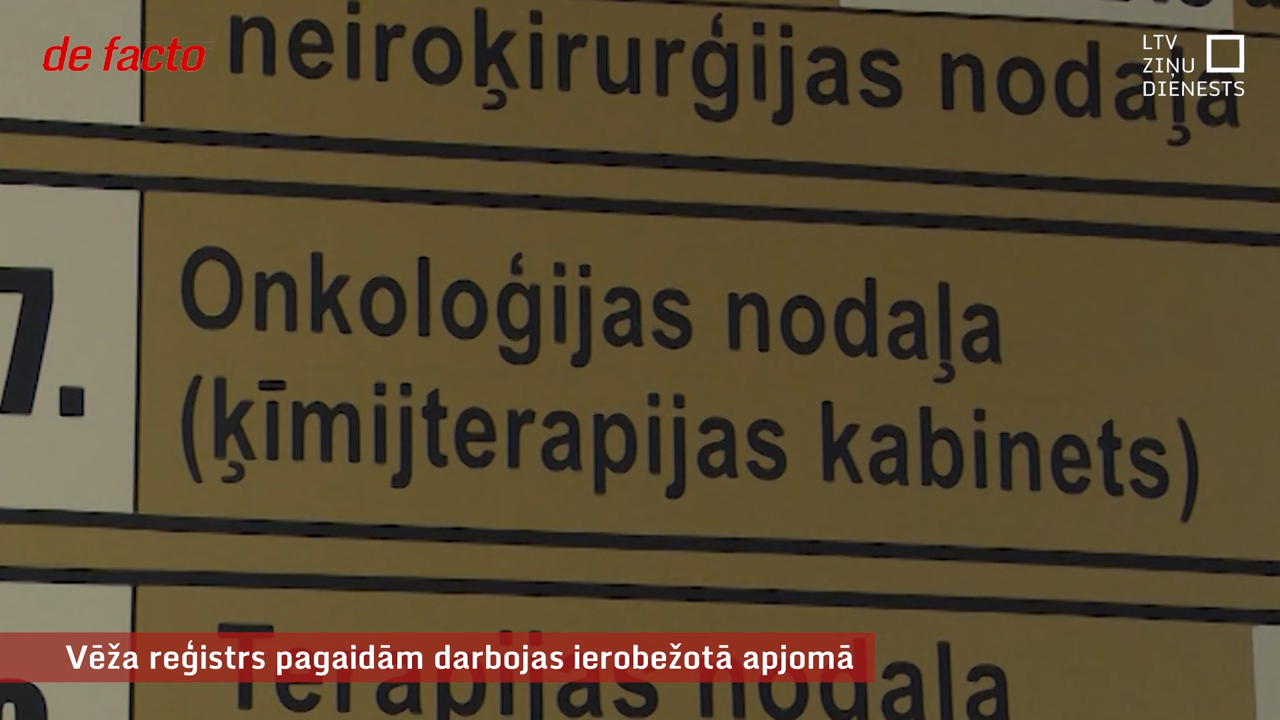 de facto
LTV
ZIŅU
DIENESTS
neiroķirurģijas nodaļa
7.
Onkoloģijas nodaļa
(ķīmijterapijas kabinets)
Terapijas nodaļa
Vēža reģistrs pagaidām darbojas ierobežotā apjomā